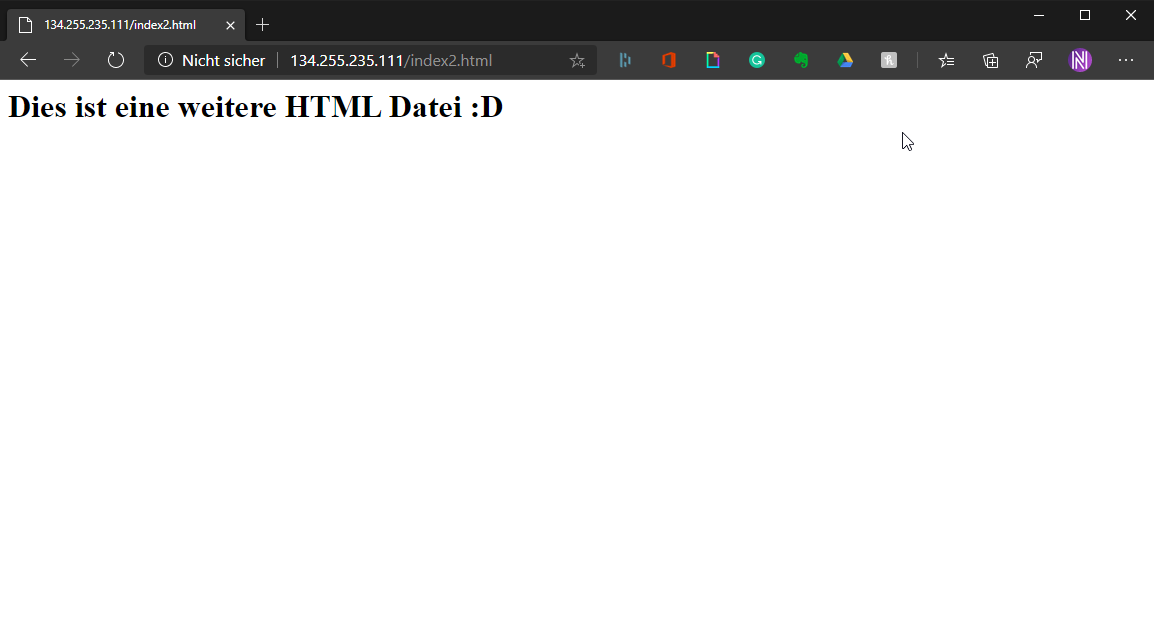 134.255.235.111/index2.html
Nicht sicher 134.255.235.111/index2.html
Dies ist eine weitere HTML Datei :D